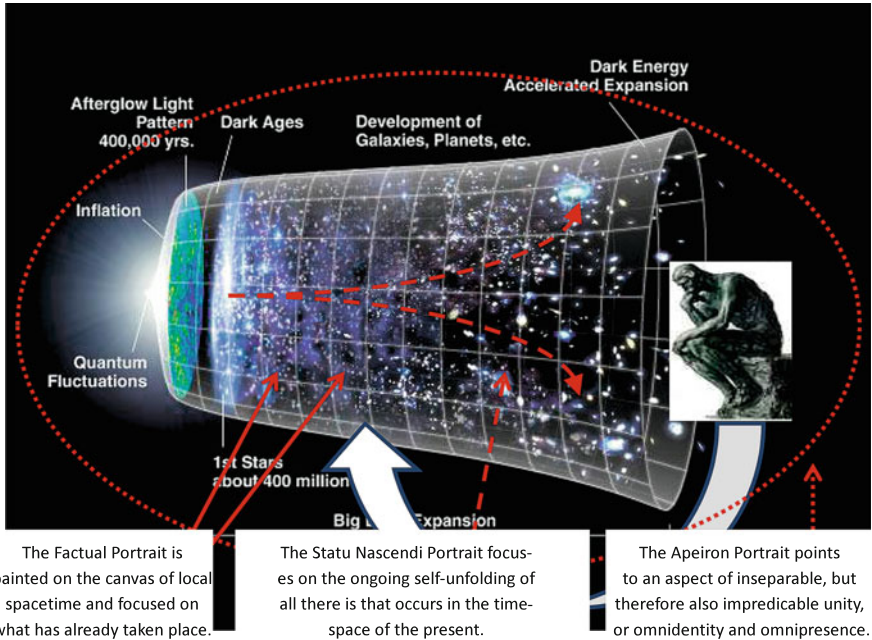 Dark Energy
Accelerated Expansion
Afterglow Light
Pattern
400,000 yrs.
Dark Ages
Development of
Galaxies, Planets, etc.
Inflation
Quantum
Fluctuations
1st Stars
about 400 million
Big Expansion
The Factual Portrait is
painted on the canvas of local
spacetime and focused on
what has already taken place.
The Statu Nascendi Portrait focus-
es on the ongoing self-unfolding of
all there is that occurs in the time-
space of the present.
The Apeiron Portrait points
to an aspect of inseparable, but
therefore also impredicable unity,
or omnidentity and omnipresence.